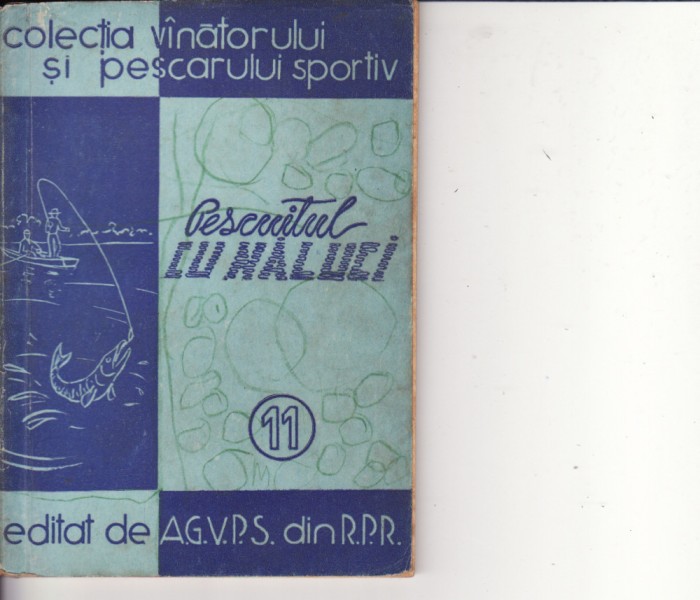 colecția vînătorului
și pescarului sportiv
Pescuitul
11
editat de A.G.V.P.S. din R.P.R.